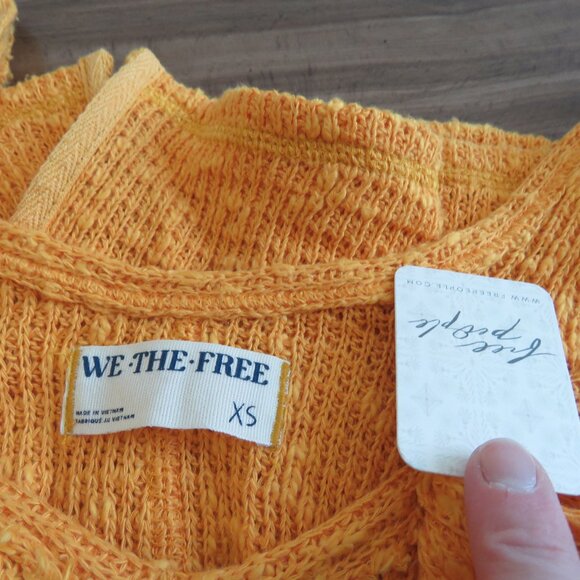 WE·THE·FREE
XS
MADE IN VIETNAM
FABRIQUÉ AU VIETNAM
WWW.FREEPEOPLE.COM
free
people